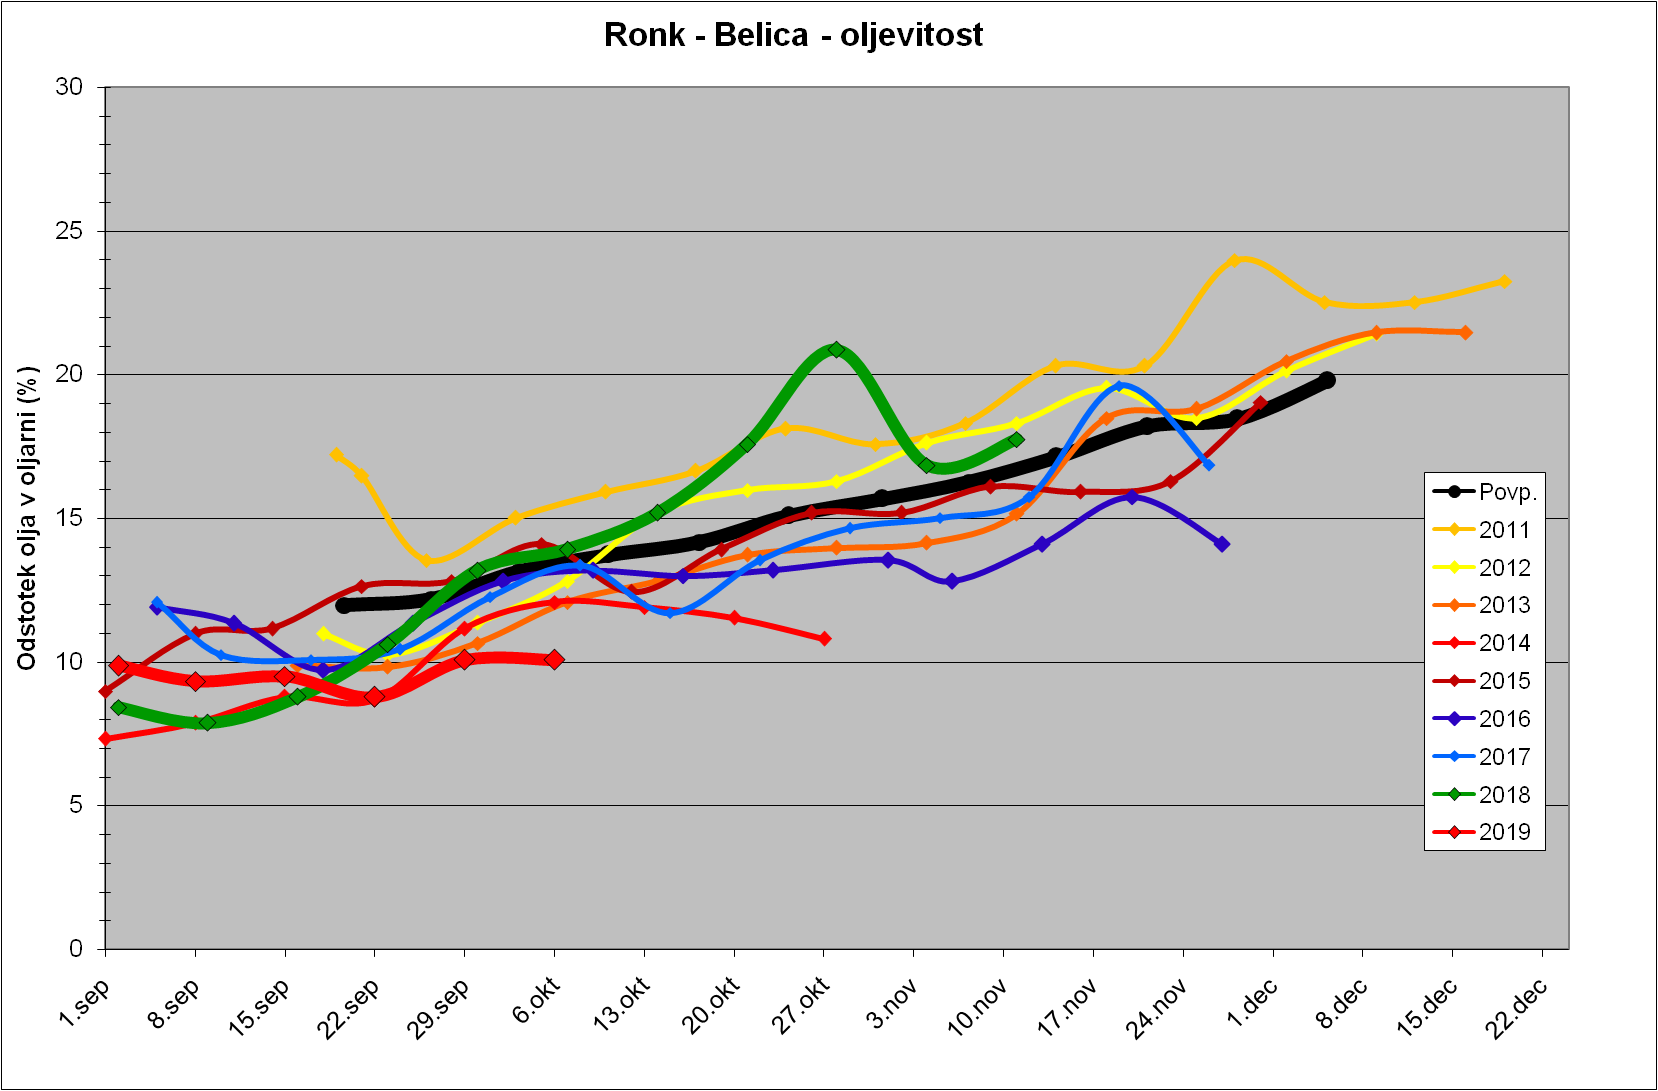 Ronk - Belica - oljevitost
Odstotek olja v oljarni (%)
30
25
20
15
10
5
0
1.sep
8.sep
15.sep
22.sep
29.sep
6.okt
13.okt
20.okt
27.okt
3.nov
10.nov
17.nov
24.nov
1.dec
8.dec
15.dec
22.dec
Povp.
2011
2012
2013
2014
2015
2016
2017
2018
2019